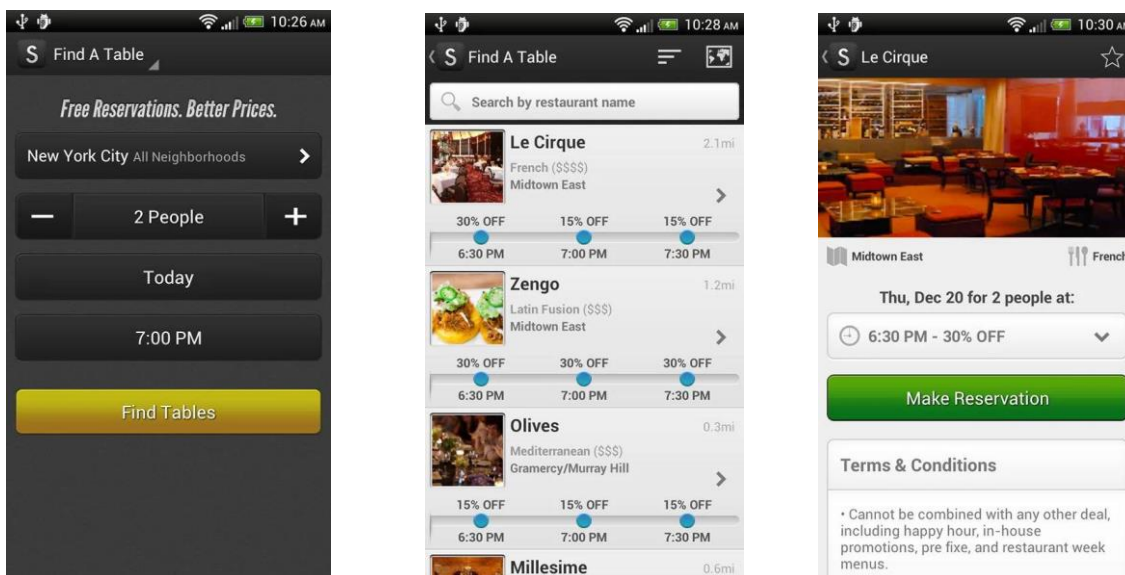 10:26 AM
S Find A Table
Free Reservations. Better Prices.
New York City All Neighborhoods
2 People
Today
7:00 PM
Find Tables
10:28 AM
S Find A Table
Search by restaurant name
Le Cirque 2.1mi
French ($$$$)
Midtown East
30% OFF 15% OFF 15% OFF
6:30 PM 7:00 PM 7:30 PM
Zengo 1.2mi
Latin Fusion ($$$)
Midtown East
30% OFF 30% OFF 30% OFF
6:30 PM 7:00 PM 7:30 PM
Olives 0.3mi
Mediterranean ($$$)
Gramercy/Murray Hill
15% OFF 15% OFF 15% OFF
6:30 PM 7:00 PM 7:30 PM
Millesime 0.6mi
10:30 AM
S Le Cirque
Midtown East French
Thu, Dec 20 for 2 people at:
6:30 PM - 30% OFF
Make Reservation
Terms & Conditions
• Cannot be combined with any other deal,
including happy hour, in-house
promotions, pre fixe, and restaurant week
menus.